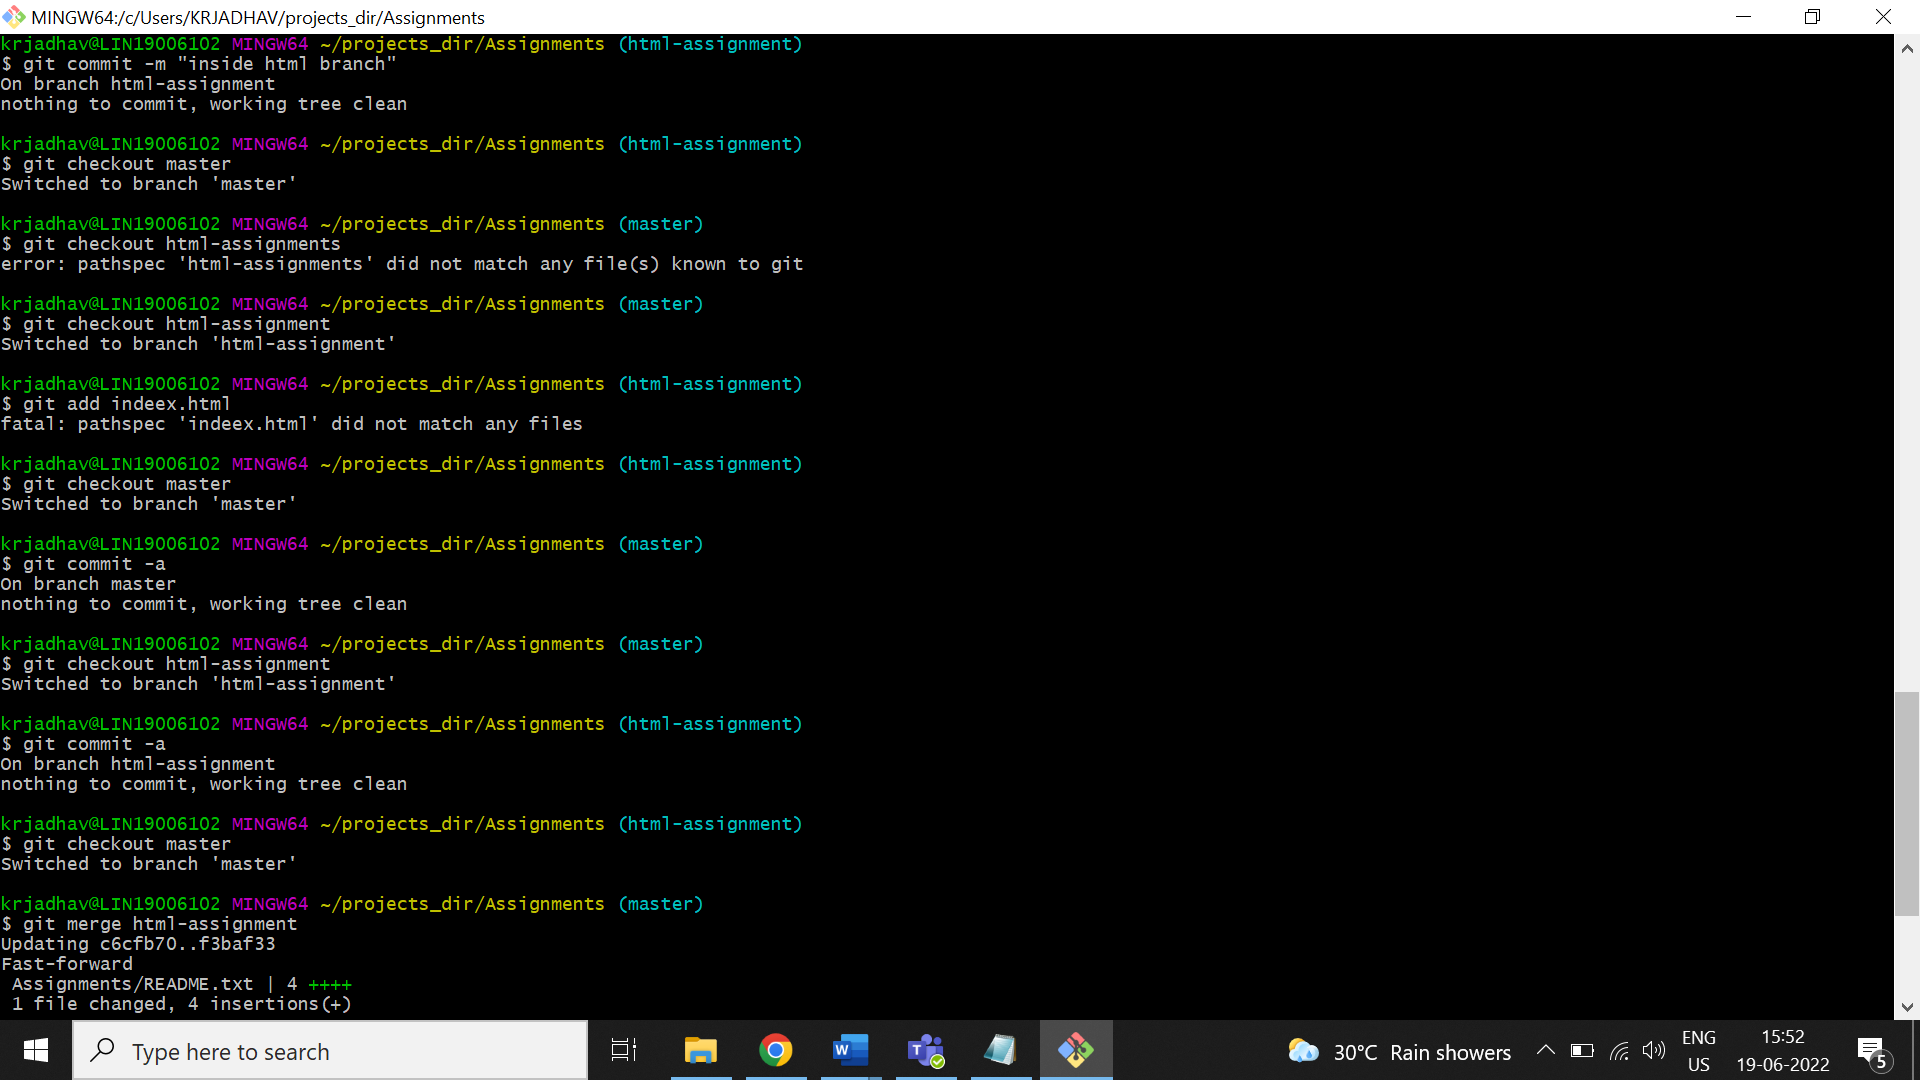 MINGW64:/c/Users/KRJADHAV/projects_dir/Assignments
krjadhav@LIN19006102 MINGW64 ~/projects_dir/Assignments (html-assignment)
$ git commit -m "inside html branch"
On branch html-assignment
nothing to commit, working tree clean
krjadhav@LIN19006102 MINGW64 ~/projects_dir/Assignments (html-assignment)
$ git checkout master
Switched to branch 'master'
krjadhav@LIN19006102 MINGW64 ~/projects_dir/Assignments (master)
$ git checkout html-assignments
error: pathspec 'html-assignments' did not match any file(s) known to git
krjadhav@LIN19006102 MINGW64 ~/projects_dir/Assignments (master)
$ git checkout html-assignment
Switched to branch 'html-assignment'
krjadhav@LIN19006102 MINGW64 ~/projects_dir/Assignments (html-assignment)
$ git add indeex.html
fatal: pathspec 'indeex.html' did not match any files
krjadhav@LIN19006102 MINGW64 ~/projects_dir/Assignments (html-assignment)
$ git checkout master
Switched to branch 'master'
krjadhav@LIN19006102 MINGW64 ~/projects_dir/Assignments (master)
$ git commit -a
On branch master
nothing to commit, working tree clean
krjadhav@LIN19006102 MINGW64 ~/projects_dir/Assignments (master)
$ git checkout html-assignment
Switched to branch 'html-assignment'
krjadhav@LIN19006102 MINGW64 ~/projects_dir/Assignments (html-assignment)
$ git commit -a
On branch html-assignment
nothing to commit, working tree clean
krjadhav@LIN19006102 MINGW64 ~/projects_dir/Assignments (html-assignment)
$ git checkout master
Switched to branch 'master'
krjadhav@LIN19006102 MINGW64 ~/projects_dir/Assignments (master)
$ git merge html-assignment
Updating c6cfb70..f3baf33
Fast-forward
Assignments/README.txt | 4 ++++
1 file changed, 4 insertions(+)
Type here to search
30°C Rain showers
ENG
US
15:52
19-06-2022
5